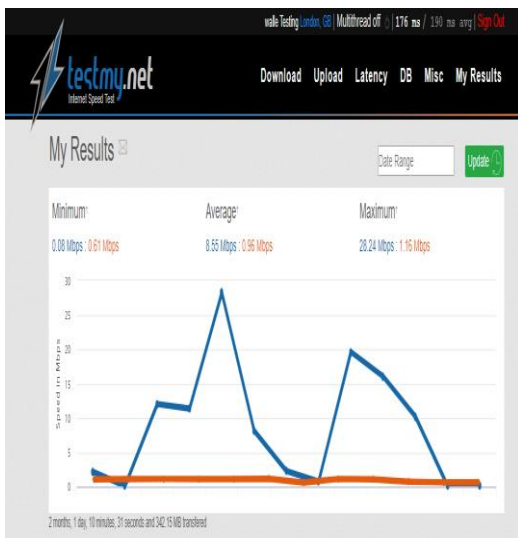 walle Testing London, GB | Multithread off | 176 ms / 190 ms avg | Sign Out
testmy.net
Internet Speed Test
Download Upload Latency DB Misc My Results
My Results
Date Range
Update
Minimum:
Average:
Maximum:
0.08 Mbps : 0.61 Mbps
8.55 Mbps : 0.96 Mbps
28.24 Mbps : 1.16 Mbps
Speed in Mbps
30
25
20
15
10
5
0
2 months, 1 day, 10 minutes, 31 seconds and 342.15 MB transfered